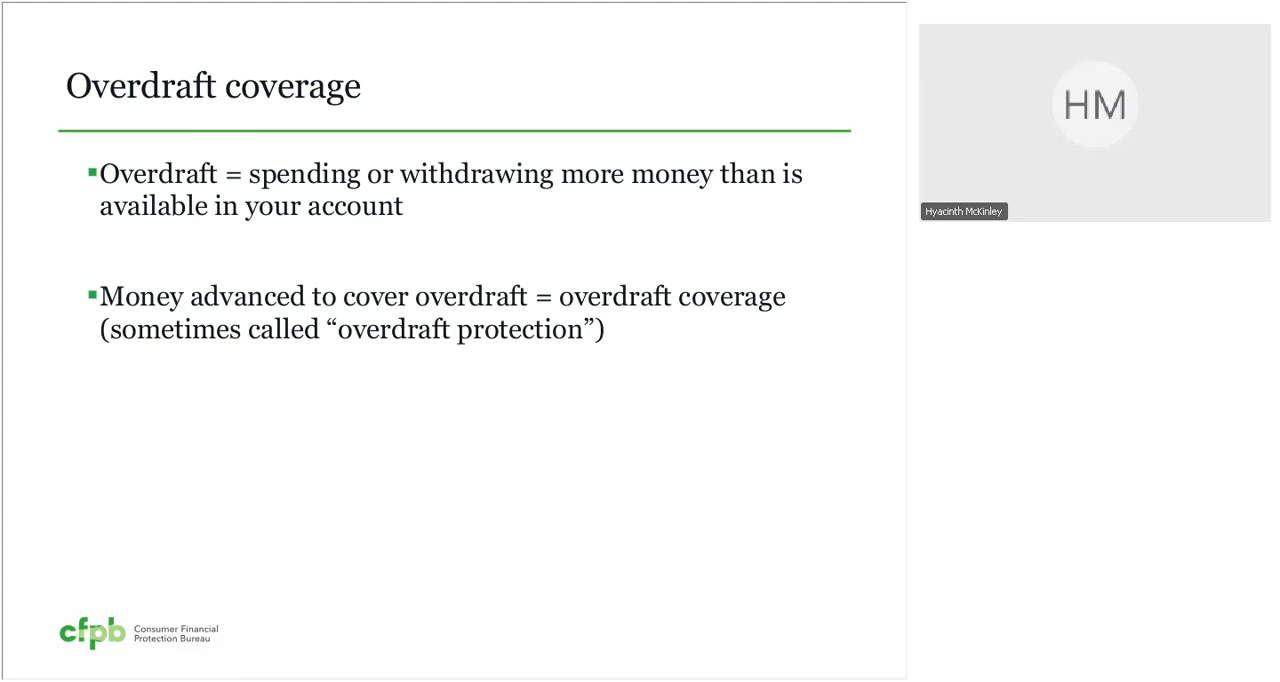 Overdraft coverage
▪Overdraft = spending or withdrawing more money than is
available in your account
▪Money advanced to cover overdraft = overdraft coverage
(sometimes called “overdraft protection”)
cfpb Consumer Financial
Protection Bureau
HM
Hyacinth McKinley